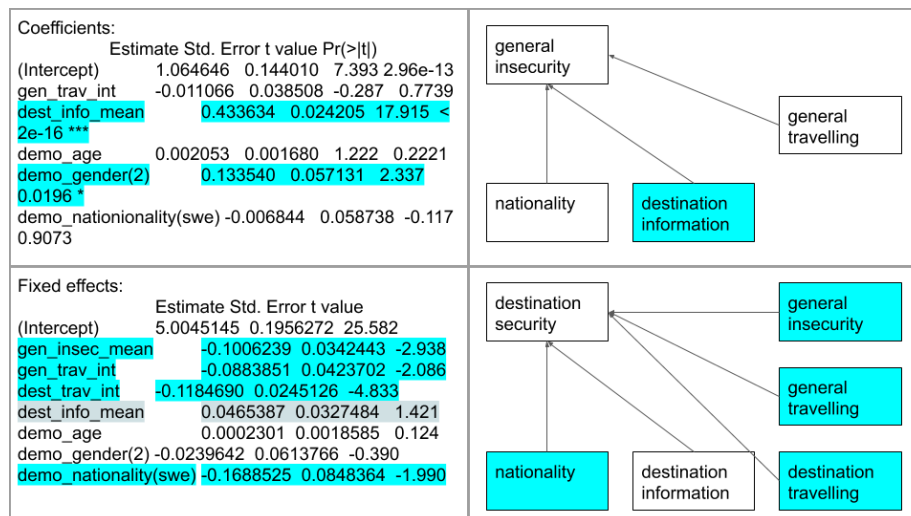 Coefficients:
Estimate Std. Error t value Pr(>|t|)
(Intercept) 1.064646 0.144010 7.393 2.96e-13
gen_trav_int -0.011066 0.038508 -0.287 0.7739
dest_info_mean 0.433634 0.024205 17.915 <
2e-16 ***
demo_age 0.002053 0.001680 1.222 0.2221
demo_gender(2) 0.133540 0.057131 2.337
0.0196 *
demo_nationionality(swe) -0.006844 0.058738 -0.117
0.9073
general
insecurity
general
travelling
nationality
destination
information
Fixed effects:
Estimate Std. Error t value
(Intercept) 5.0045145 0.1956272 25.582
gen_insec_mean -0.1006239 0.0342443 -2.938
gen_trav_int -0.0883851 0.0423702 -2.086
dest_trav_int -0.1184690 0.0245126 -4.833
dest_info_mean 0.0465387 0.0327484 1.421
demo_age 0.0002301 0.0018585 0.124
demo_gender(2) -0.0239642 0.0613766 -0.390
demo_nationality(swe) -0.1688525 0.0848364 -1.990
destination
security
general
insecurity
general
travelling
nationality
destination
information
destination
travelling